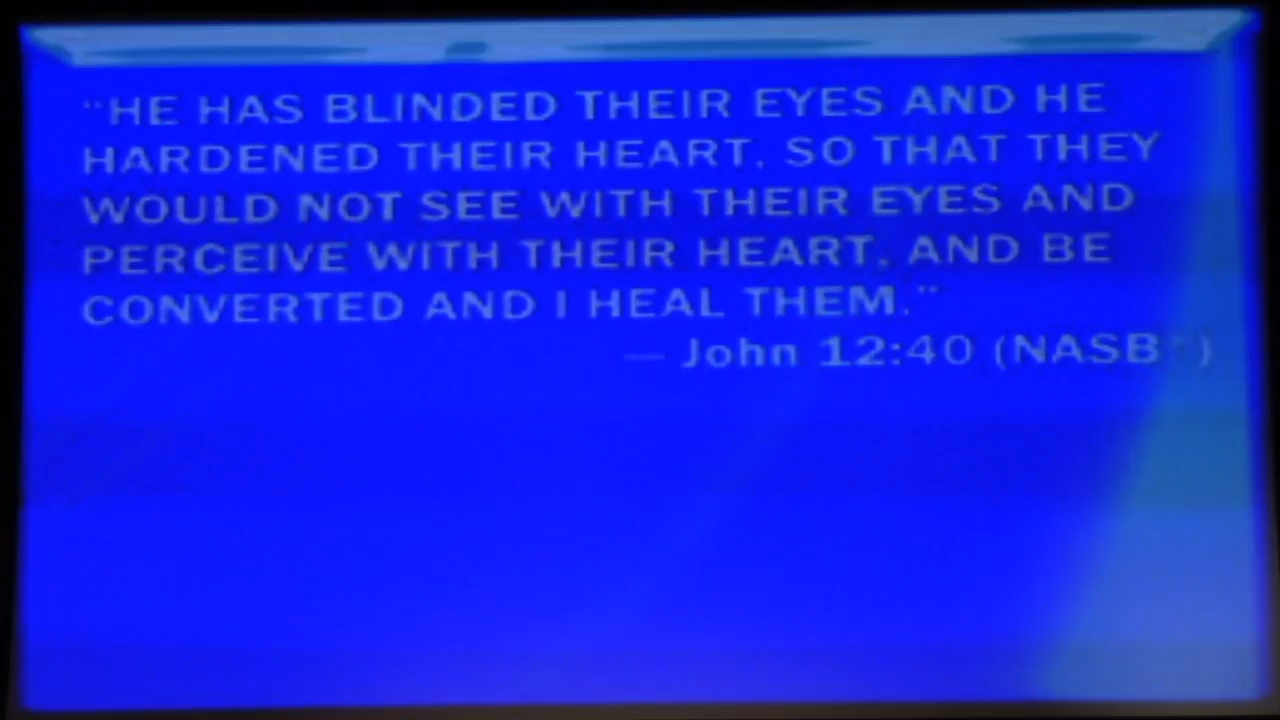 "HE HAS BLINDED THEIR EYES AND HE
HARDENED THEIR HEART, SO THAT THEY
WOULD NOT SEE WITH THEIR EYES AND
PERCEIVE WITH THEIR HEART, AND BE
CONVERTED AND I HEAL THEM."
— John 12:40 (NASB)